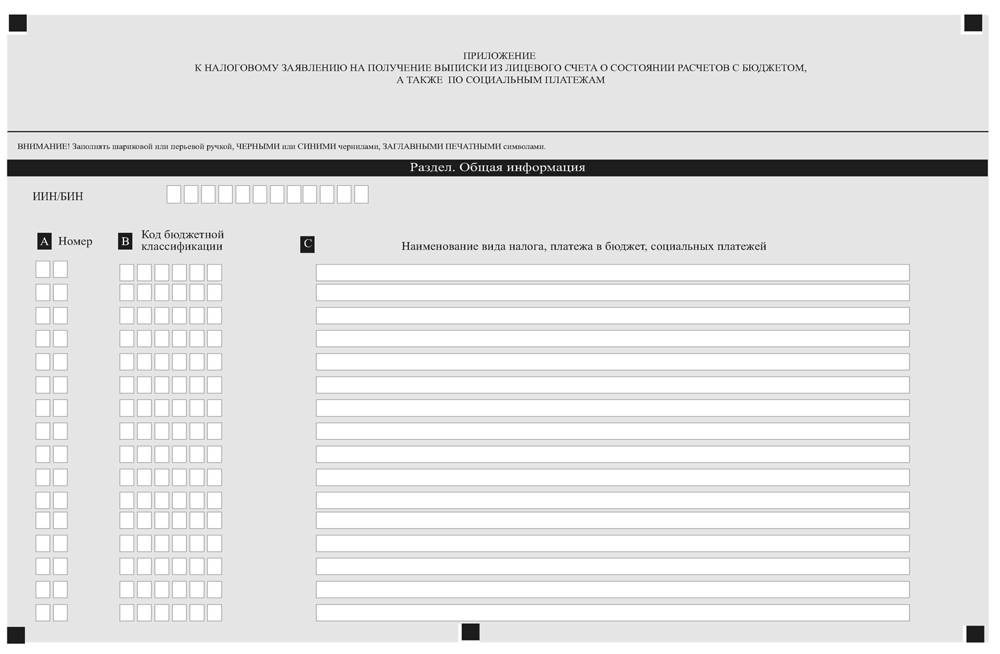 ПРИЛОЖЕНИЕ
К НАЛОГОВОМУ ЗАЯВЛЕНИЮ НА ПОЛУЧЕНИЕ ВЫПИСКИ ИЗ ЛИЦЕВОГО СЧЕТА О СОСТОЯНИИ РАСЧЕТОВ С БЮДЖЕТОМ,
А ТАКЖЕ ПО СОЦИАЛЬНЫМ ПЛАТЕЖАМ
ВНИМАНИЕ! Заполнять шариковой или перьевой ручкой, ЧЕРНЫМИ или СИНИМИ чернилами, ЗАГЛАВНЫМИ ПЕЧАТНЫМИ символами.
Раздел. Общая информация
ИИН/БИН
A Номер
B Код бюджетной
классификации
C Наименование вида налога, платежа в бюджет, социальных платежей